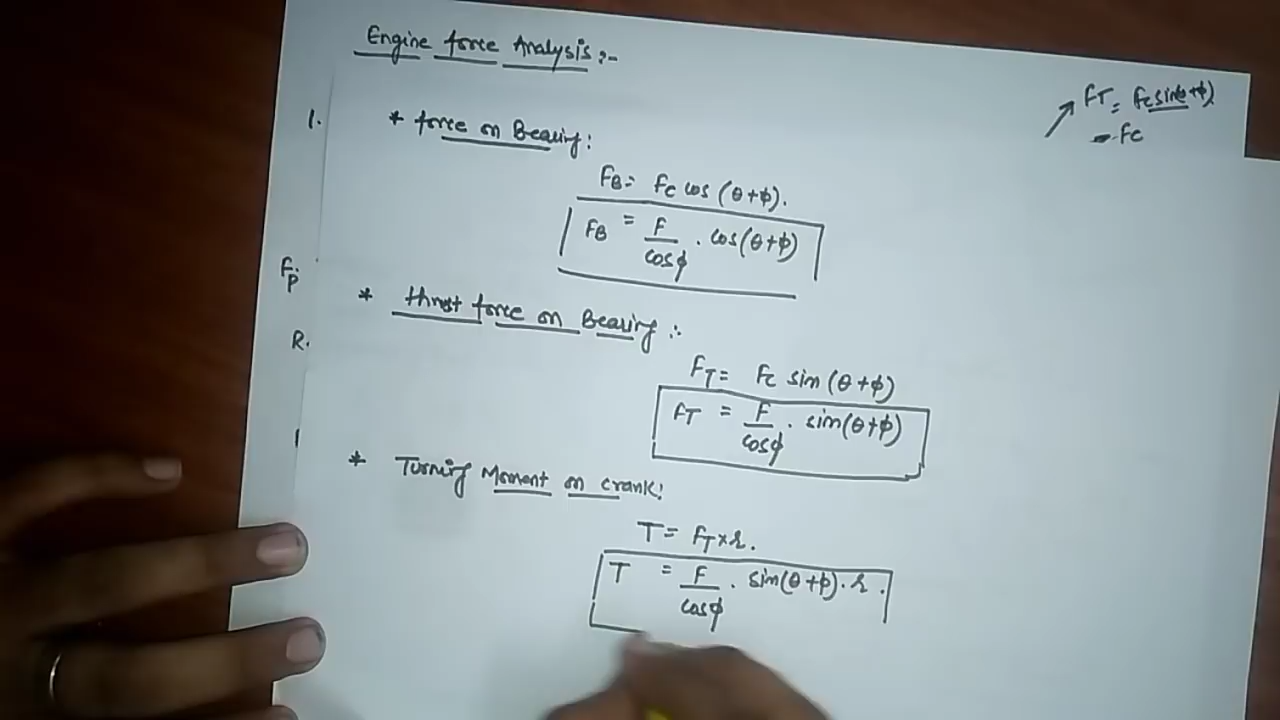 Engine force Analysis:-
FT = Fc sin(θ+φ)
Fc
1.
* force on Bearing:
FB = Fc cos (θ+φ).
FB = F/cosφ . cos(θ+φ)
Fp
* thrust force on Bearing :
R.
FT = Fc sin (θ+φ)
FT = F/cosφ . sin(θ+φ)
* Turning Moment on crank:
T = FT × r.
T = F/cosφ . sin(θ+φ). r.